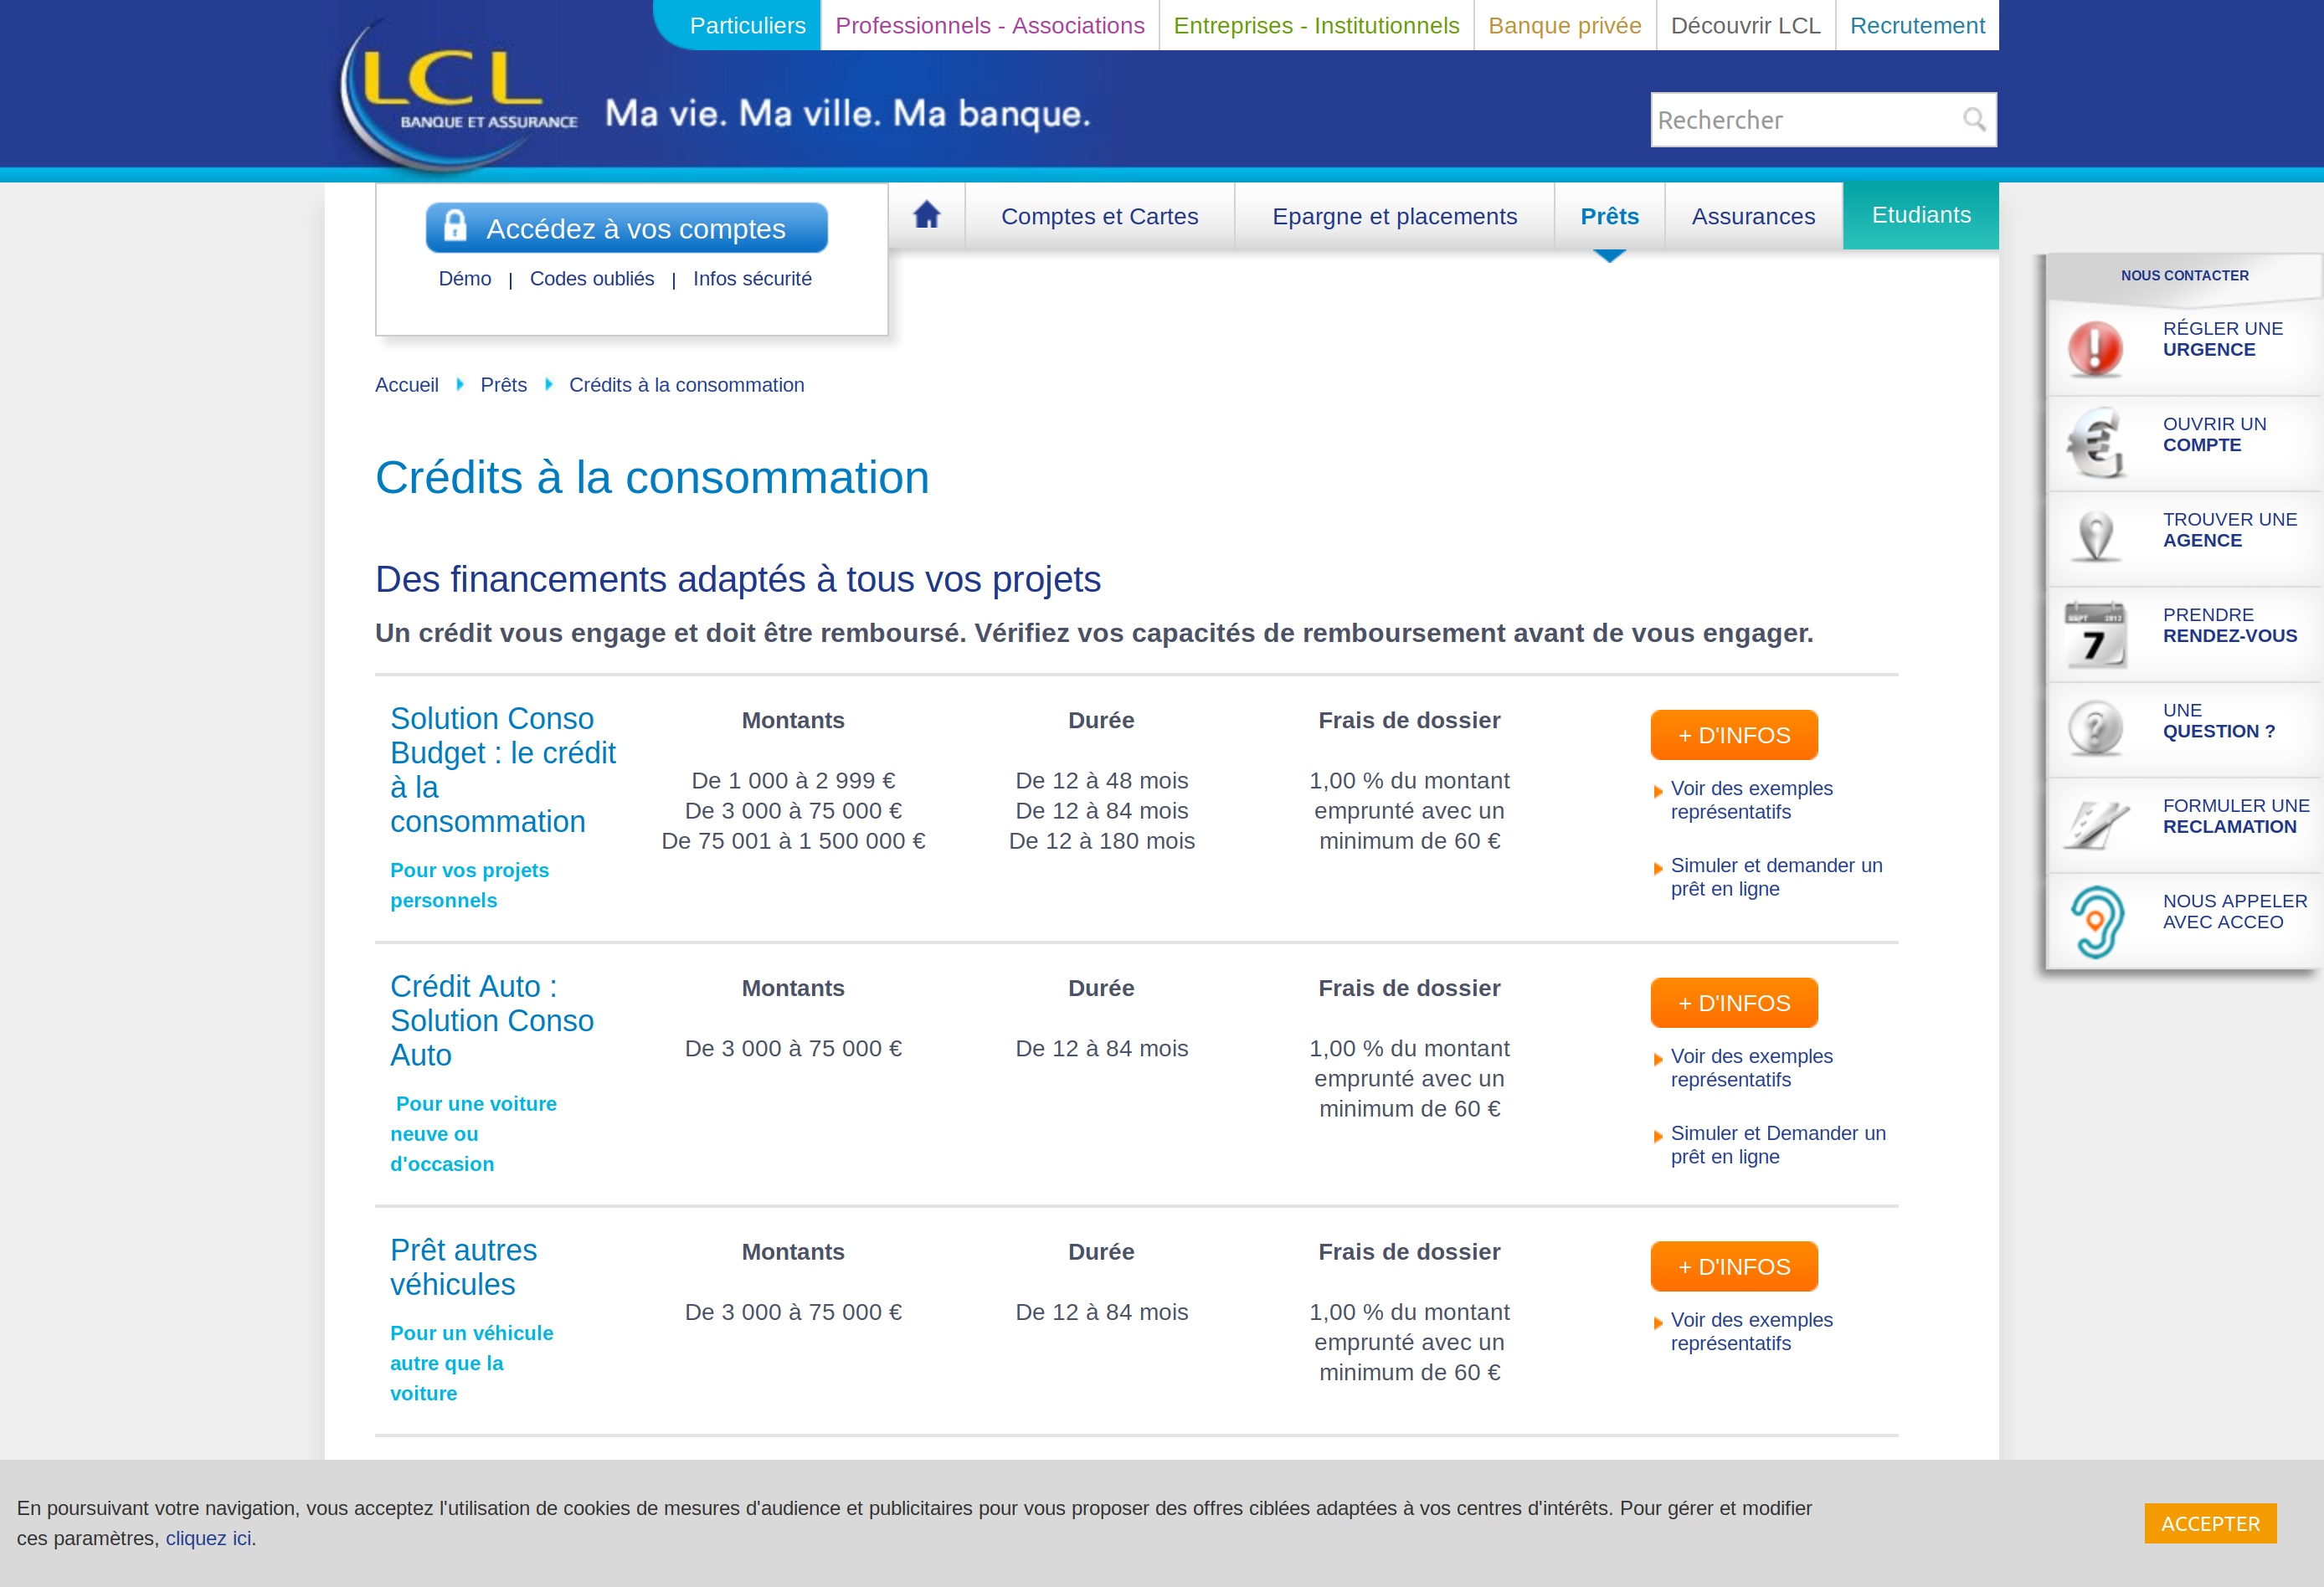 Particuliers
Professionnels - Associations
Entreprises - Institutionnels
Banque privée
Découvrir LCL
Recrutement
LCL
BANQUE ET ASSURANCE
Ma vie. Ma ville. Ma banque.
Rechercher
Accédez à vos comptes
Démo | Codes oubliés | Infos sécurité
Comptes et Cartes
Epargne et placements
Prêts
Assurances
Etudiants
NOUS CONTACTER
RÉGLER UNE
URGENCE
OUVRIR UN
COMPTE
TROUVER UNE
AGENCE
SEPT 2012
7
PRENDRE
RENDEZ-VOUS
UNE
QUESTION ?
FORMULER UNE
RECLAMATION
NOUS APPELER
AVEC ACCEO
Accueil Prêts Crédits à la consommation
Crédits à la consommation
Des financements adaptés à tous vos projets
Un crédit vous engage et doit être remboursé. Vérifiez vos capacités de remboursement avant de vous engager.
Solution Conso
Budget : le crédit
à la
consommation
Pour vos projets
personnels
Montants
De 1 000 à 2 999 €
De 3 000 à 75 000 €
De 75 001 à 1 500 000 €
Durée
De 12 à 48 mois
De 12 à 84 mois
De 12 à 180 mois
Frais de dossier
1,00 % du montant
emprunté avec un
minimum de 60 €
+ D'INFOS
Voir des exemples
représentatifs
Simuler et demander un
prêt en ligne
Crédit Auto :
Solution Conso
Auto
Pour une voiture
neuve ou
d'occasion
Montants
De 3 000 à 75 000 €
Durée
De 12 à 84 mois
Frais de dossier
1,00 % du montant
emprunté avec un
minimum de 60 €
+ D'INFOS
Voir des exemples
représentatifs
Simuler et Demander un
prêt en ligne
Prêt autres
véhicules
Pour un véhicule
autre que la
voiture
Montants
De 3 000 à 75 000 €
Durée
De 12 à 84 mois
Frais de dossier
1,00 % du montant
emprunté avec un
minimum de 60 €
+ D'INFOS
Voir des exemples
représentatifs
En poursuivant votre navigation, vous acceptez l'utilisation de cookies de mesures d'audience et publicitaires pour vous proposer des offres ciblées adaptées à vos centres d'intérêts. Pour gérer et modifier
ces paramètres, cliquez ici.
ACCEPTER